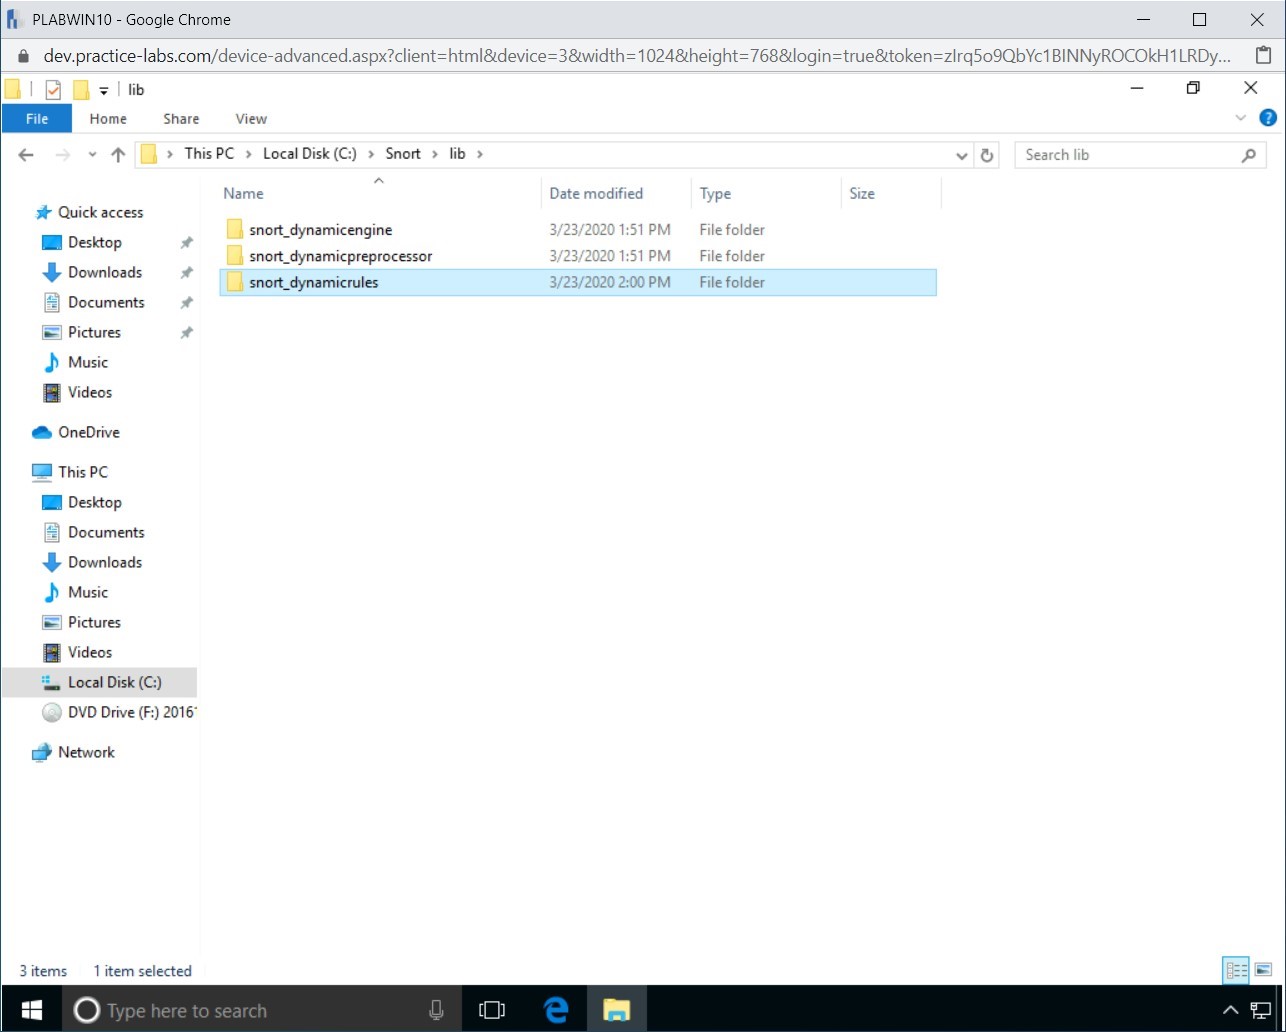 PLABWIN10 - Google Chrome
dev.practice-labs.com/device-advanced.aspx?client=html&device=3&width=1024&height=768&login=true&token=zIrq5o9QbYc1BINNyROCOkH1LRDy...
lib
File Home Share View
This PC > Local Disk (C:) > Snort > lib >
Search lib
Name Date modified Type Size
snort_dynamicengine 3/23/2020 1:51 PM File folder
snort_dynamicpreprocessor 3/23/2020 1:51 PM File folder
snort_dynamicrules 3/23/2020 2:00 PM File folder
Quick access
Desktop
Downloads
Documents
Pictures
Music
Videos
OneDrive
This PC
Desktop
Documents
Downloads
Music
Pictures
Videos
Local Disk (C:)
DVD Drive (F:) 2016
Network
3 items 1 item selected
Type here to search